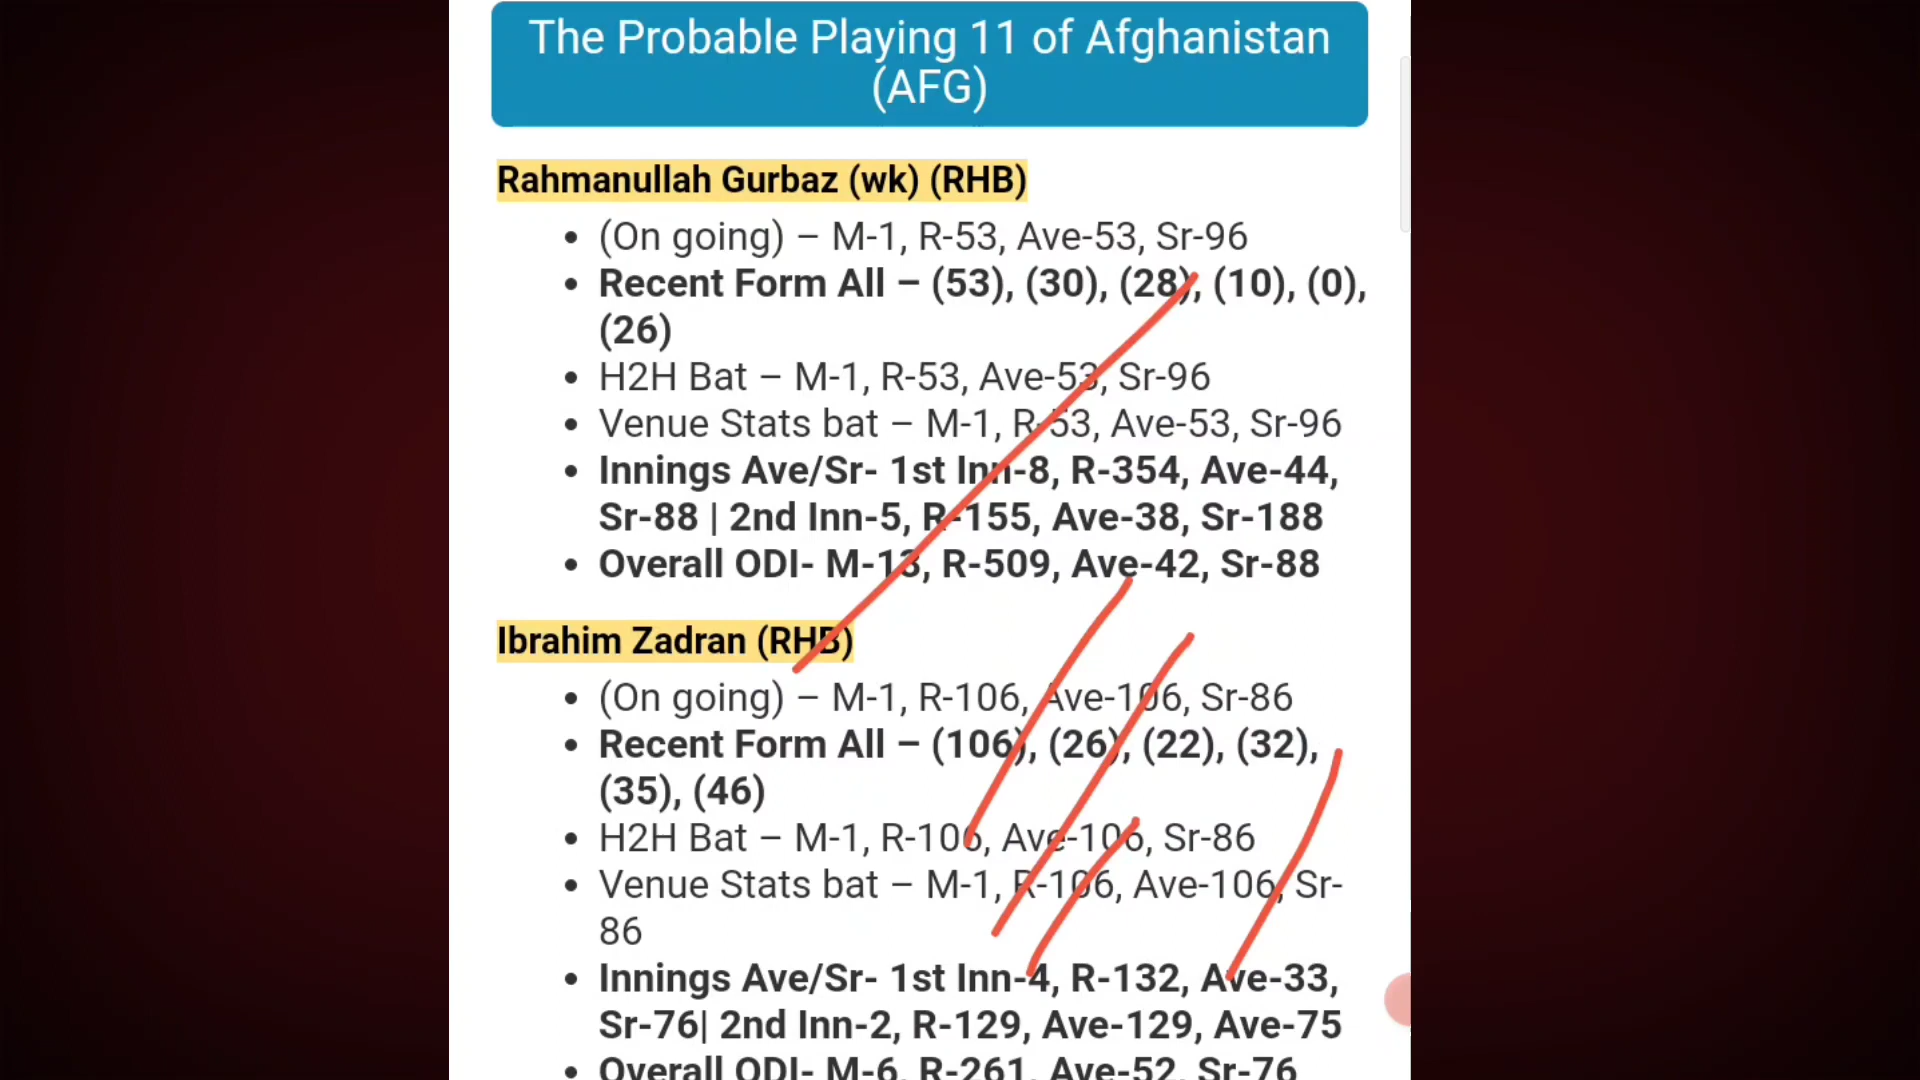 The Probable Playing 11 of Afghanistan
(AFG)
Rahmanullah Gurbaz (wk) (RHB)
• (On going) – M-1, R-53, Ave-53, Sr-96
• Recent Form All – (53), (30), (28), (10), (0),
(26)
• H2H Bat – M-1, R-53, Ave-53, Sr-96
• Venue Stats bat – M-1, R-53, Ave-53, Sr-96
• Innings Ave/Sr- 1st Inn-8, R-354, Ave-44,
Sr-88 | 2nd Inn-5, R-155, Ave-38, Sr-188
• Overall ODI- M-13, R-509, Ave-42, Sr-88
Ibrahim Zadran (RHB)
• (On going) – M-1, R-106, Ave-106, Sr-86
• Recent Form All – (106), (26), (22), (32),
(35), (46)
• H2H Bat – M-1, R-106, Ave-106, Sr-86
• Venue Stats bat – M-1, R-106, Ave-106, Sr-
86
• Innings Ave/Sr- 1st Inn-4, R-132, Ave-33,
Sr-76| 2nd Inn-2, R-129, Ave-129, Ave-75
• Overall ODI- M-6, R-261, Ave-52, Sr-76